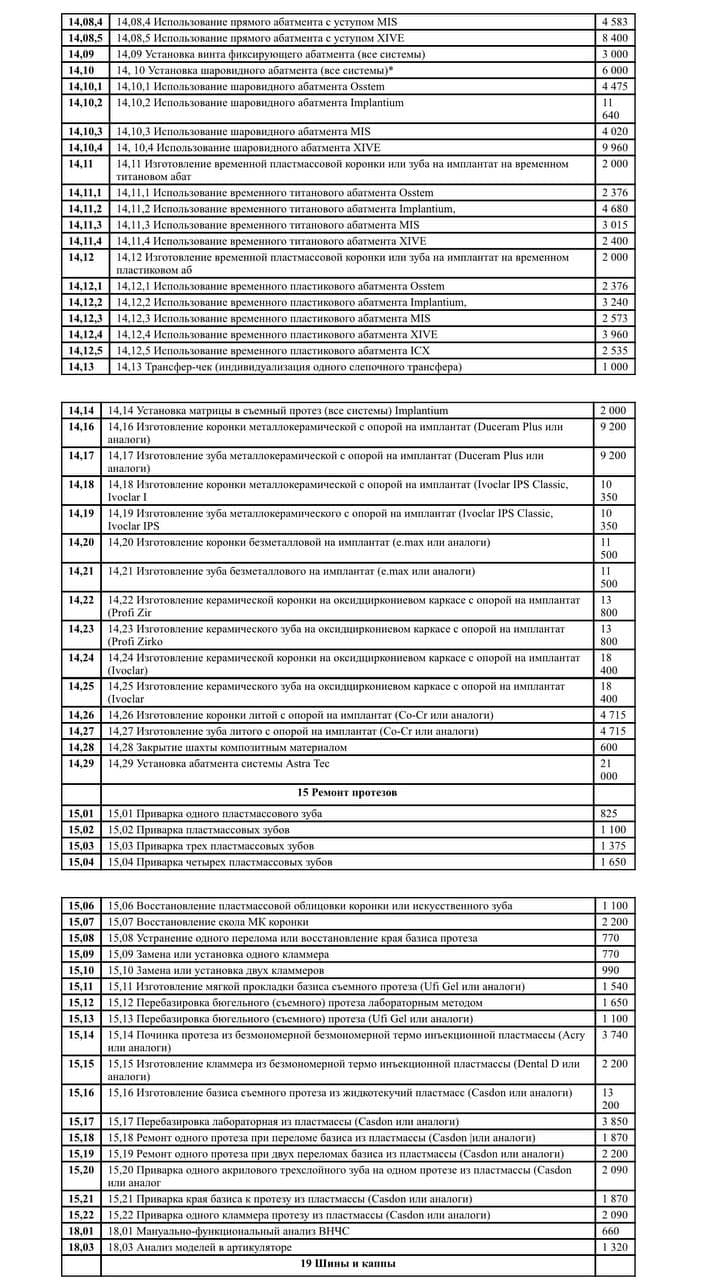 14,08,4 14,08,4 Использование прямого абатмента с уступом MIS 4 583
14,08,5 14,08,5 Использование прямого абатмента с уступом XIVE 8 400
14,09 14,09 Установка винта фиксирующего абатмента (все системы) 3 000
14,10 14, 10 Установка шаровидного абатмента (все системы)* 6 000
14,10,1 14,10,1 Использование шаровидного абатмента Osstem 4 475
14,10,2 14,10,2 Использование шаровидного абатмента Implantium 11
640
14,10,3 14,10,3 Использование шаровидного абатмента MIS 4 020
14,10,4 14, 10,4 Использование шаровидного абатмента XIVE 9 960
14,11 14,11 Изготовление временной пластмассовой коронки или зуба на имплантат на временном 2 000
титановом абат
14,11,1 14,11,1 Использование временного титанового абатмента Osstem 2 376
14,11,2 14,11,2 Использование временного титанового абатмента Implantium, 4 680
14,11,3 14,11,3 Использование временного титанового абатмента MIS 3 015
14,11,4 14,11,4 Использование временного титанового абатмента XIVE 2 400
14,12 14,12 Изготовление временной пластмассовой коронки или зуба на имплантат на временном 2 000
пластиковом аб
14,12,1 14,12,1 Использование временного пластикового абатмента Osstem 2 376
14,12,2 14,12,2 Использование временного пластикового абатмента Implantium, 3 240
14,12,3 14,12,3 Использование временного пластикового абатмента MIS 2 573
14,12,4 14,12,4 Использование временного пластикового абатмента XIVE 3 960
14,12,5 14,12,5 Использование временного пластикового абатмента ICX 2 535
14,13 14,13 Трансфер-чек (индивидуализация одного слепочного трансфера) 1 000
14,14 14,14 Установка матрицы в съемный протез (все системы) Implantium 2 000
14,16 14,16 Изготовление коронки металлокерамической с опорой на имплантат (Duceram Plus или 9 200
аналоги)
14,17 14,17 Изготовление зуба металлокерамической с опорой на имплантат (Duceram Plus или 9 200
аналоги)
14,18 14,18 Изготовление коронки металлокерамической с опорой на имплантат (Ivoclar IPS Classic, 10
Ivoclar I 350
14,19 14,19 Изготовление зуба металлокерамического с опорой на имплантат (Ivoclar IPS Classic, 10
Ivoclar IPS 350
14,20 14,20 Изготовление коронки безметалловой на имплантат (e.max или аналоги) 11
500
14,21 14,21 Изготовление зуба безметаллового на имплантат (e.max или аналоги) 11
500
14,22 14,22 Изготовление керамической коронки на оксидциркониевом каркасе с опорой на имплантат 13
(Profi Zir 800
14,23 14,23 Изготовление керамического зуба на оксидциркониевом каркасе с опорой на имплантат 13
(Profi Zirko 800
14,24 14,24 Изготовление керамической коронки на оксидциркониевом каркасе с опорой на имплантат 18
(Ivoclar) 400
14,25 14,25 Изготовление керамического зуба на оксидциркониевом каркасе с опорой на имплантат 18
(Ivoclar 400
14,26 14,26 Изготовление коронки литой с опорой на имплантат (Co-Cr или аналоги) 4 715
14,27 14,27 Изготовление зуба литого с опорой на имплантат (Co-Cr или аналоги) 4 715
14,28 14,28 Закрытие шахты композитным материалом 600
14,29 14,29 Установка абатмента системы Astra Tec 21
000
15 Ремонт протезов
15,01 15,01 Приварка одного пластмассового зуба 825
15,02 15,02 Приварка пластмассовых зубов 1 100
15,03 15,03 Приварка трех пластмассовых зубов 1 375
15,04 15,04 Приварка четырех пластмассовых зубов 1 650
15,06 15,06 Восстановление пластмассовой облицовки коронки или искусственного зуба 1 100
15,07 15,07 Восстановление скола МК коронки 2 200
15,08 15,08 Устранение одного перелома или восстановление края базиса протеза 770
15,09 15,09 Замена или установка одного кламмера 770
15,10 15,10 Замена или установка двух кламмеров 990
15,11 15,11 Изготовление мягкой прокладки базиса съемного протеза (Ufi Gel или аналоги) 1 540
15,12 15,12 Перебазировка бюгельного (съемного) протеза лабораторным методом 1 650
15,13 15,13 Перебазировка бюгельного (съемного) протеза (Ufi Gel или аналоги) 1 100
15,14 15,14 Починка протеза из безмономерной безмономерной термо инъекционной пластмассы (Acry 3 740
или аналоги)
15,15 15,15 Изготовление кламмера из безмономерной термо инъекционной пластмассы (Dental D или 2 200
аналоги)
15,16 15,16 Изготовление базиса съемного протеза из жидкотекучий пластмасс (Casdon или аналоги) 13
200
15,17 15,17 Перебазировка лабораторная из пластмассы (Casdon или аналоги) 3 850
15,18 15,18 Ремонт одного протеза при переломе базиса из пластмассы (Casdon |или аналоги) 1 870
15,19 15,19 Ремонт одного протеза при двух переломах базиса из пластмассы (Casdon или аналоги) 2 200
15,20 15,20 Приварка одного акрилового трехслойного зуба на одном протезе из пластмассы (Casdon 2 090
или аналог
15,21 15,21 Приварка края базиса к протезу из пластмассы (Casdon или аналоги) 1 870
15,22 15,22 Приварка одного кламмера протезу из пластмассы (Casdon или аналоги) 2 090
18,01 18,01 Мануально-функциональный анализ ВНЧС 660
18,03 18,03 Анализ моделей в артикуляторе 1 320
19 Шины и каппы